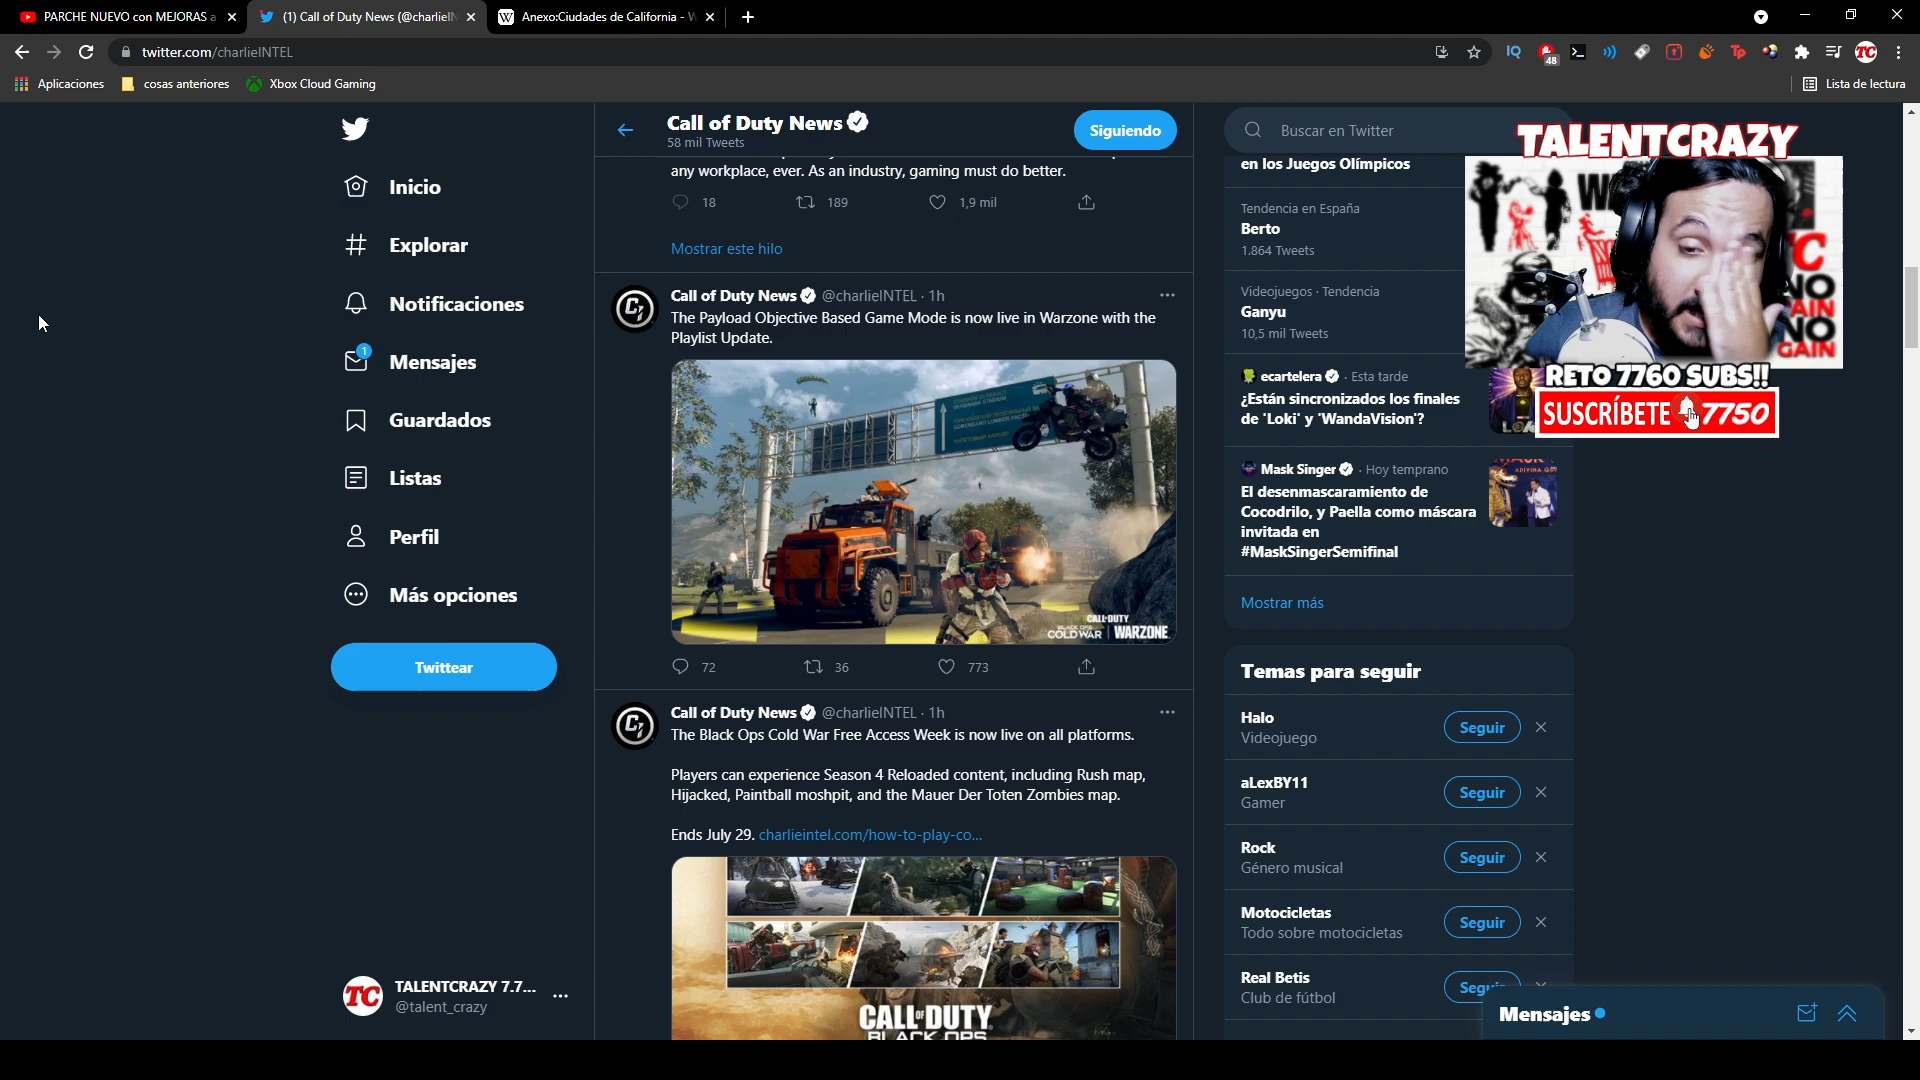 PARCHE NUEVO con MEJORAS a
(1) Call of Duty News (@charlieIN
Anexo:Ciudades de California - W
twitter.com/charlieINTEL
48
TC
Aplicaciones
cosas anteriores
Xbox Cloud Gaming
Lista de lectura
Inicio
Explorar
Notificaciones
1
Mensajes
Guardados
Listas
Perfil
Más opciones
Twittear
TC
TALENTCRAZY 7.7...
@talent_crazy
Call of Duty News
58 mil Tweets
Siguiendo
any workplace, ever. As an industry, gaming must do better.
18
189
1,9 mil
Mostrar este hilo
Call of Duty News @charlieINTEL · 1h
The Payload Objective Based Game Mode is now live in Warzone with the
Playlist Update.
CALL OF DUTY
BLACK OPS
COLD WAR | WARZONE
72
36
773
Call of Duty News @charlieINTEL · 1h
The Black Ops Cold War Free Access Week is now live on all platforms.
Players can experience Season 4 Reloaded content, including Rush map,
Hijacked, Paintball moshpit, and the Mauer Der Toten Zombies map.
Ends July 29. charlieintel.com/how-to-play-co...
CALL OF DUTY
BLACK OPS
Buscar en Twitter
en los Juegos Olímpicos
Tendencia en España
Berto
1.864 Tweets
Videojuegos · Tendencia
Ganyu
10,5 mil Tweets
ecartelera · Esta tarde
¿Están sincronizados los finales
de 'Loki' y 'WandaVision'?
Mask Singer · Hoy temprano
El desenmascaramiento de
Cocodrilo, y Paella como máscara
invitada en
#MaskSingerSemifinal
Mostrar más
Temas para seguir
Halo
Videojuego
Seguir
aLexBY11
Gamer
Seguir
Rock
Género musical
Seguir
Motocicletas
Todo sobre motocicletas
Seguir
Real Betis
Club de fútbol
Seguir
Mensajes
TALENTCRAZY
NO
GAIN
NO
GAIN
RETO 7760 SUBS!!
SUSCRÍBETE 7750